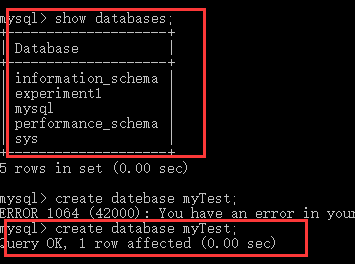 mysql> show databases;
+--------------------+
| Database |
+--------------------+
| information_schema |
| experiment1 |
| mysql |
| performance_schema |
| sys |
+--------------------+
5 rows in set (0.00 sec)
mysql> create datebase myTest;
ERROR 1064 (42000): You have an error in your
mysql> create database myTest;
Query OK, 1 row affected (0.00 sec)